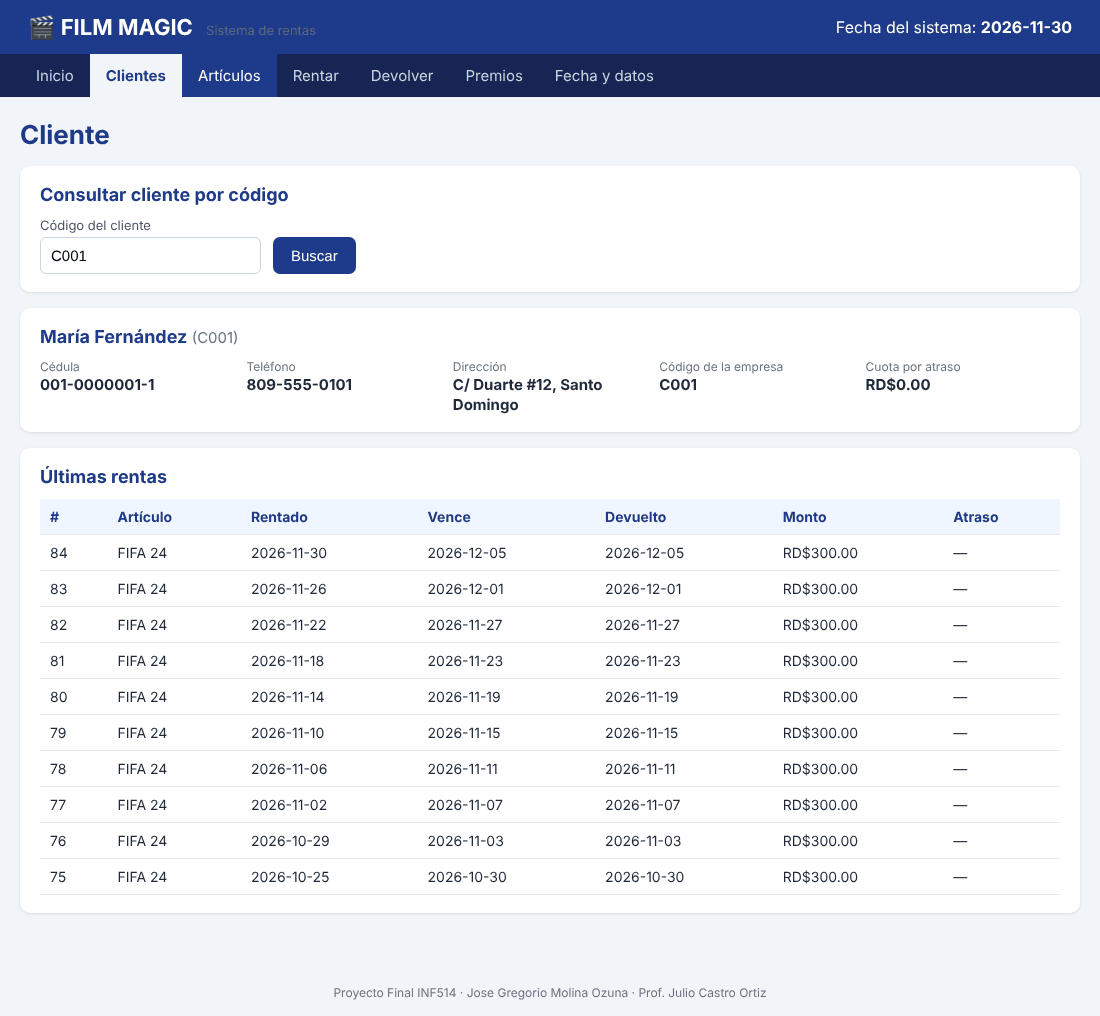 FILM MAGIC Sistema de rentas Fecha del sistema: 2026-11-30
Inicio Clientes Artículos Rentar Devolver Premios Fecha y datos
Cliente
Consultar cliente por código
Código del cliente
C001 Buscar
María Fernández (C001)
Cédula Teléfono Dirección Código de la empresa Cuota por atraso
001-0000001-1 809-555-0101 C/ Duarte #12, Santo Domingo C001 RD$0.00
Últimas rentas
# Artículo Rentado Vence Devuelto Monto Atraso
84 FIFA 24 2026-11-30 2026-12-05 2026-12-05 RD$300.00 —
83 FIFA 24 2026-11-26 2026-12-01 2026-12-01 RD$300.00 —
82 FIFA 24 2026-11-22 2026-11-27 2026-11-27 RD$300.00 —
81 FIFA 24 2026-11-18 2026-11-23 2026-11-23 RD$300.00 —
80 FIFA 24 2026-11-14 2026-11-19 2026-11-19 RD$300.00 —
79 FIFA 24 2026-11-10 2026-11-15 2026-11-15 RD$300.00 —
78 FIFA 24 2026-11-06 2026-11-11 2026-11-11 RD$300.00 —
77 FIFA 24 2026-11-02 2026-11-07 2026-11-07 RD$300.00 —
76 FIFA 24 2026-10-29 2026-11-03 2026-11-03 RD$300.00 —
75 FIFA 24 2026-10-25 2026-10-30 2026-10-30 RD$300.00 —
Proyecto Final INF514 · Jose Gregorio Molina Ozuna · Prof. Julio Castro Ortiz